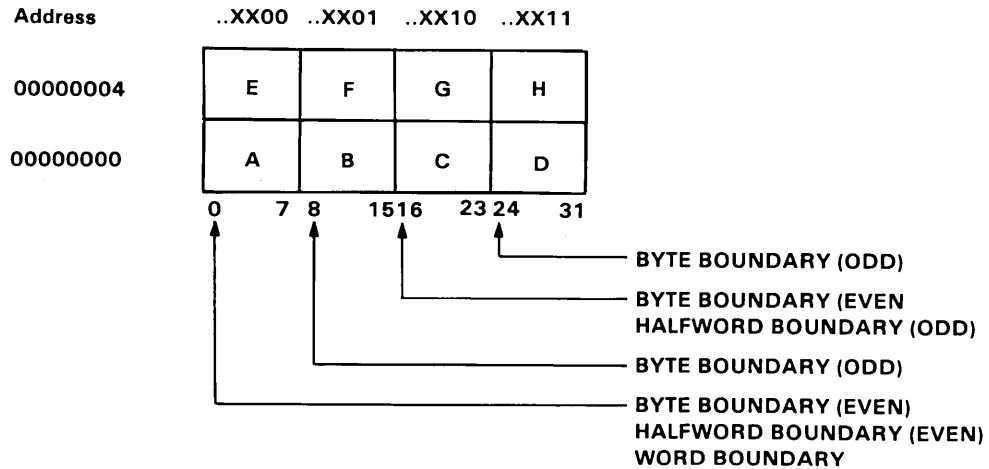 Address ..XX00 ..XX01 ..XX10 ..XX11
00000004 E F G H
00000000 A B C D
0 7 8 15 16 23 24 31
BYTE BOUNDARY (ODD)
BYTE BOUNDARY (EVEN
HALFWORD BOUNDARY (ODD)
BYTE BOUNDARY (ODD)
BYTE BOUNDARY (EVEN)
HALFWORD BOUNDARY (EVEN)
WORD BOUNDARY